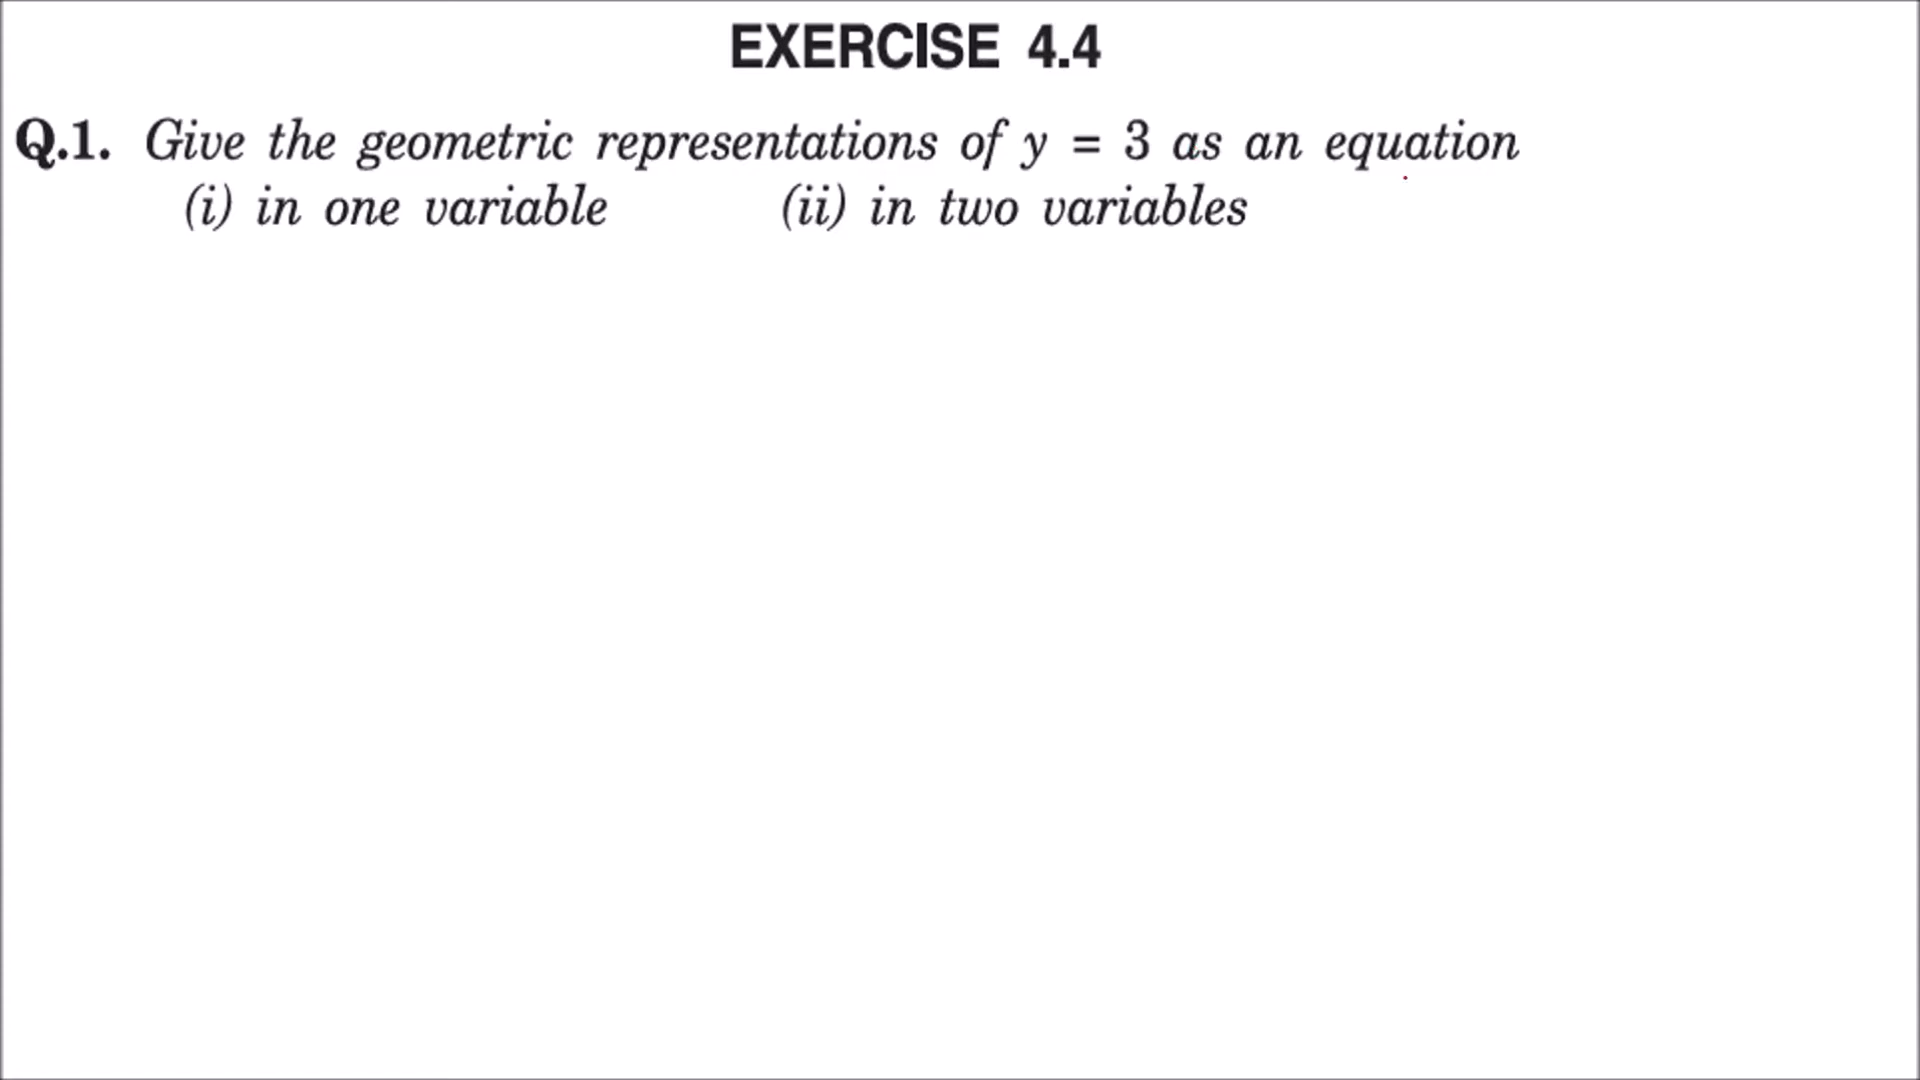 EXERCISE 4.4
Q.1. Give the geometric representations of y = 3 as an equation
(i) in one variable (ii) in two variables